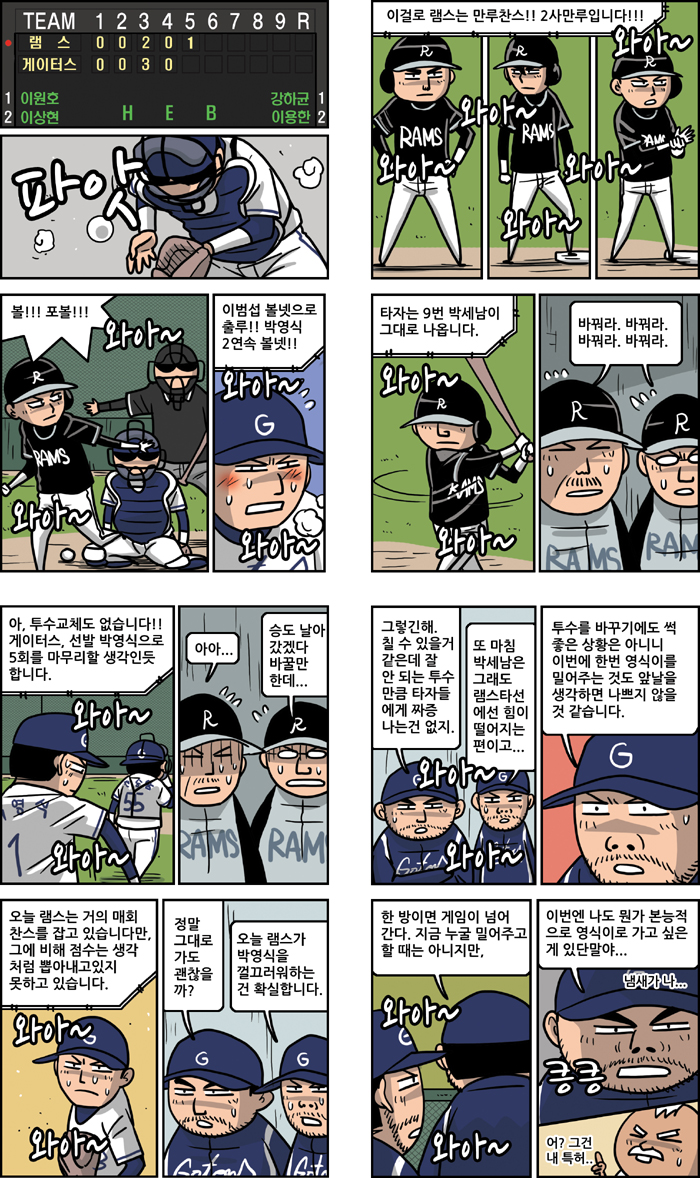 TEAM 1 2 3 4 5 6 7 8 9 R
램 스 0 0 2 0 1
게이터스 0 0 3 0
1 이원호 강하균 1
2 이상현 H E B 이용한 2
파앗
이걸로 램스는 만루찬스!! 2사만루입니다!!!
와아~
R
R
R
와아~
RAMS
RAMS
RAMS
와아~
와아~
와아~
볼!!! 포볼!!!
와아~
R
RAMS
와아~
이범섭 볼넷으로
출루!! 박영식
2연속 볼넷!!
와아~
G
와아~
타자는 9번 박세남이
그대로 나옵니다.
와아~
R
RAMS
와아~
바꿔라. 바꿔라.
바꿔라. 바꿔라.
R
R
RAMS
RAM
아, 투수교체도 없습니다!!
게이터스, 선발 박영식으로
5회를 마무리할 생각인듯
합니다.
와아~
영식
1
55
와아~
아아...
승도 날아
갔겠다
바꿀만
한데...
R
R
RAMS
RAM
그렇긴해.
칠 수 있을거
같은데 잘
안 되는 투수
만큼 타자들
에게 짜증
나는건 없지.
또 마침
박세남은
그래도
램스타선
에선 힘이
떨어지는
편이고...
와아~
G
G
와아~
투수를 바꾸기에도 썩
좋은 상황은 아니니
이번에 한번 영식이를
밀어주는 것도 앞날을
생각하면 나쁘지 않을
것 같습니다.
G
오늘 램스는 거의 매회
찬스를 잡고 있습니다만,
그에 비해 점수는 생각
처럼 뽑아내고있지
못하고 있습니다.
와아~
G
와아~
정말
그대로
가도
괜찮을
까?
오늘 램스가
박영식을
껄끄러워하는
건 확실합니다.
G
G
한 방이면 게임이 넘어
간다. 지금 누굴 밀어주고
할 때는 아니지만,
와아~
G
와아~
이번엔 나도 뭔가 본능적
으로 영식이로 가고 싶은
게 있단말야...
냄새가 나...
킁킁
어? 그건
내 특허..